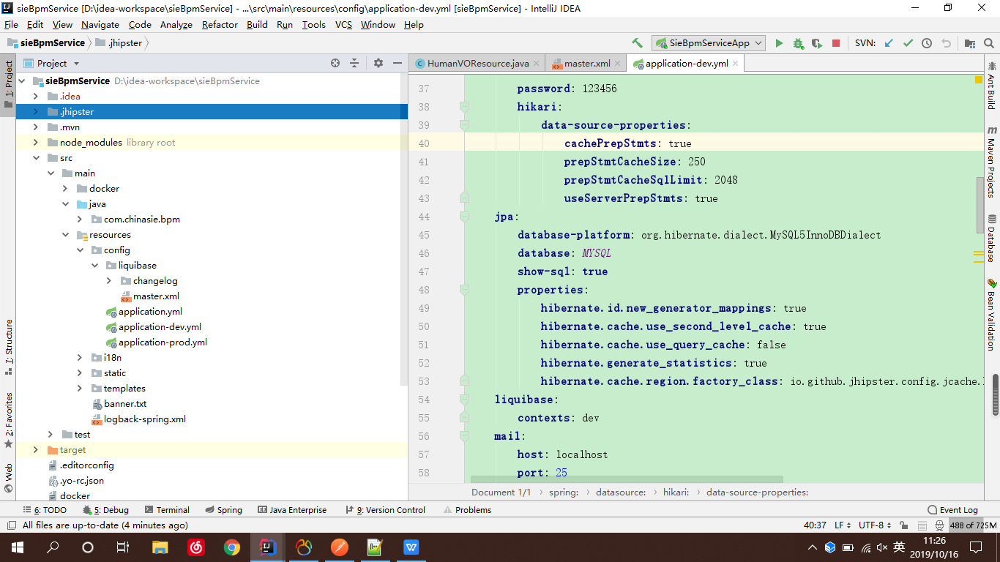 sieBpmService [D:\idea-workspace\sieBpmService] - ...\src\main\resources\config\application-dev.yml [sieBpmService] - IntelliJ IDEA
File Edit View Navigate Code Analyze Refactor Build Run Tools VCS Window Help
sieBpmService .jhipster SieBpmServiceApp SVN:
Project HumanVOResource.java master.xml application-dev.yml
1: Project
7: Structure
2: Favorites
Web
sieBpmService D:\idea-workspace\sieBpmService
.idea
.jhipster
.mvn
node_modules library root
src
main
docker
java
com.chinasie.bpm
resources
config
liquibase
changelog
master.xml
application.yml
application-dev.yml
application-prod.yml
i18n
static
templates
banner.txt
logback-spring.xml
test
target
.editorconfig
.yo-rc.json
docker
37 password: 123456
38 hikari:
39 data-source-properties:
40 cachePrepStmts: true
41 prepStmtCacheSize: 250
42 prepStmtCacheSqlLimit: 2048
43 useServerPrepStmts: true
44 jpa:
45 database-platform: org.hibernate.dialect.MySQL5InnoDBDialect
46 database: MYSQL
47 show-sql: true
48 properties:
49 hibernate.id.new_generator_mappings: true
50 hibernate.cache.use_second_level_cache: true
51 hibernate.cache.use_query_cache: false
52 hibernate.generate_statistics: true
53 hibernate.cache.region.factory_class: io.github.jhipster.config.jcache.
54 liquibase:
55 contexts: dev
56 mail:
57 host: localhost
58 port: 25
Document 1/1 spring: datasource: hikari: data-source-properties:
Ant Build
Maven Projects
Database
Bean Validation
6: TODO 5: Debug Terminal Spring Java Enterprise 9: Version Control Problems Event Log
All files are up-to-date (4 minutes ago) 40:37 LF UTF-8 488 of 725M
英 11:26
2019/10/16